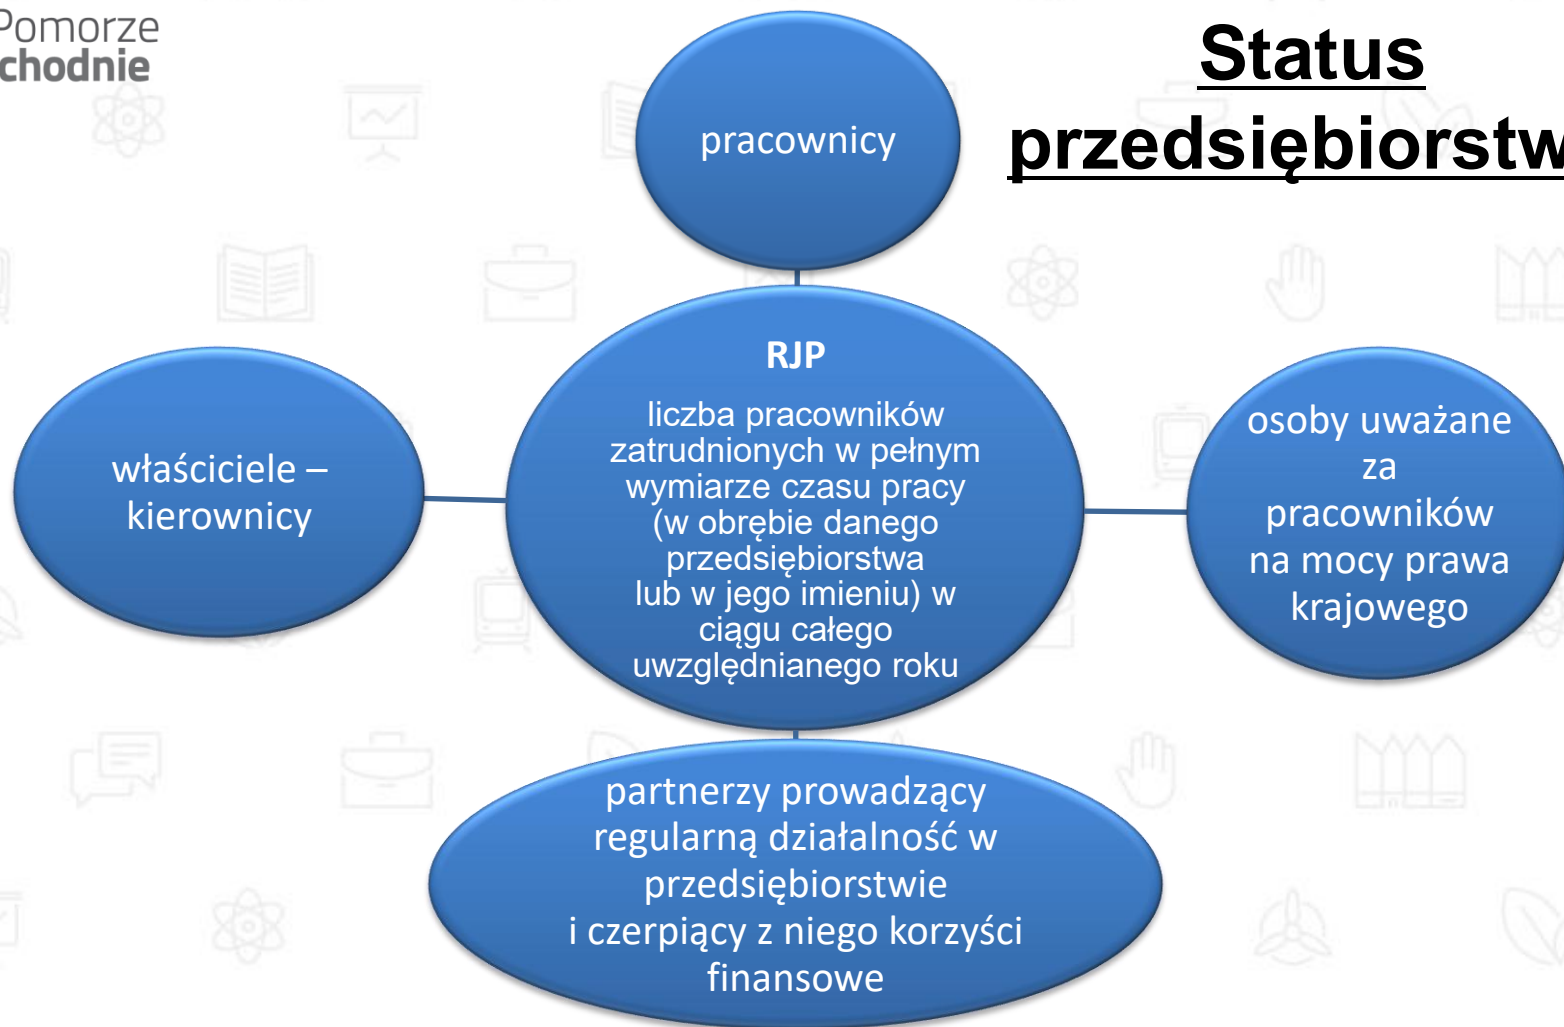 Pomorze
chodnie
Status
przedsiębiorstw
pracownicy
RJP
liczba pracowników
zatrudnionych w pełnym
wymiarze czasu pracy
(w obrębie danego
przedsiębiorstwa
lub w jego imieniu) w
ciągu całego
uwzględnianego roku
właściciele –
kierownicy
osoby uważane
za
pracowników
na mocy prawa
krajowego
partnerzy prowadzący
regularną działalność w
przedsiębiorstwie
i czerpiący z niego korzyści
finansowe